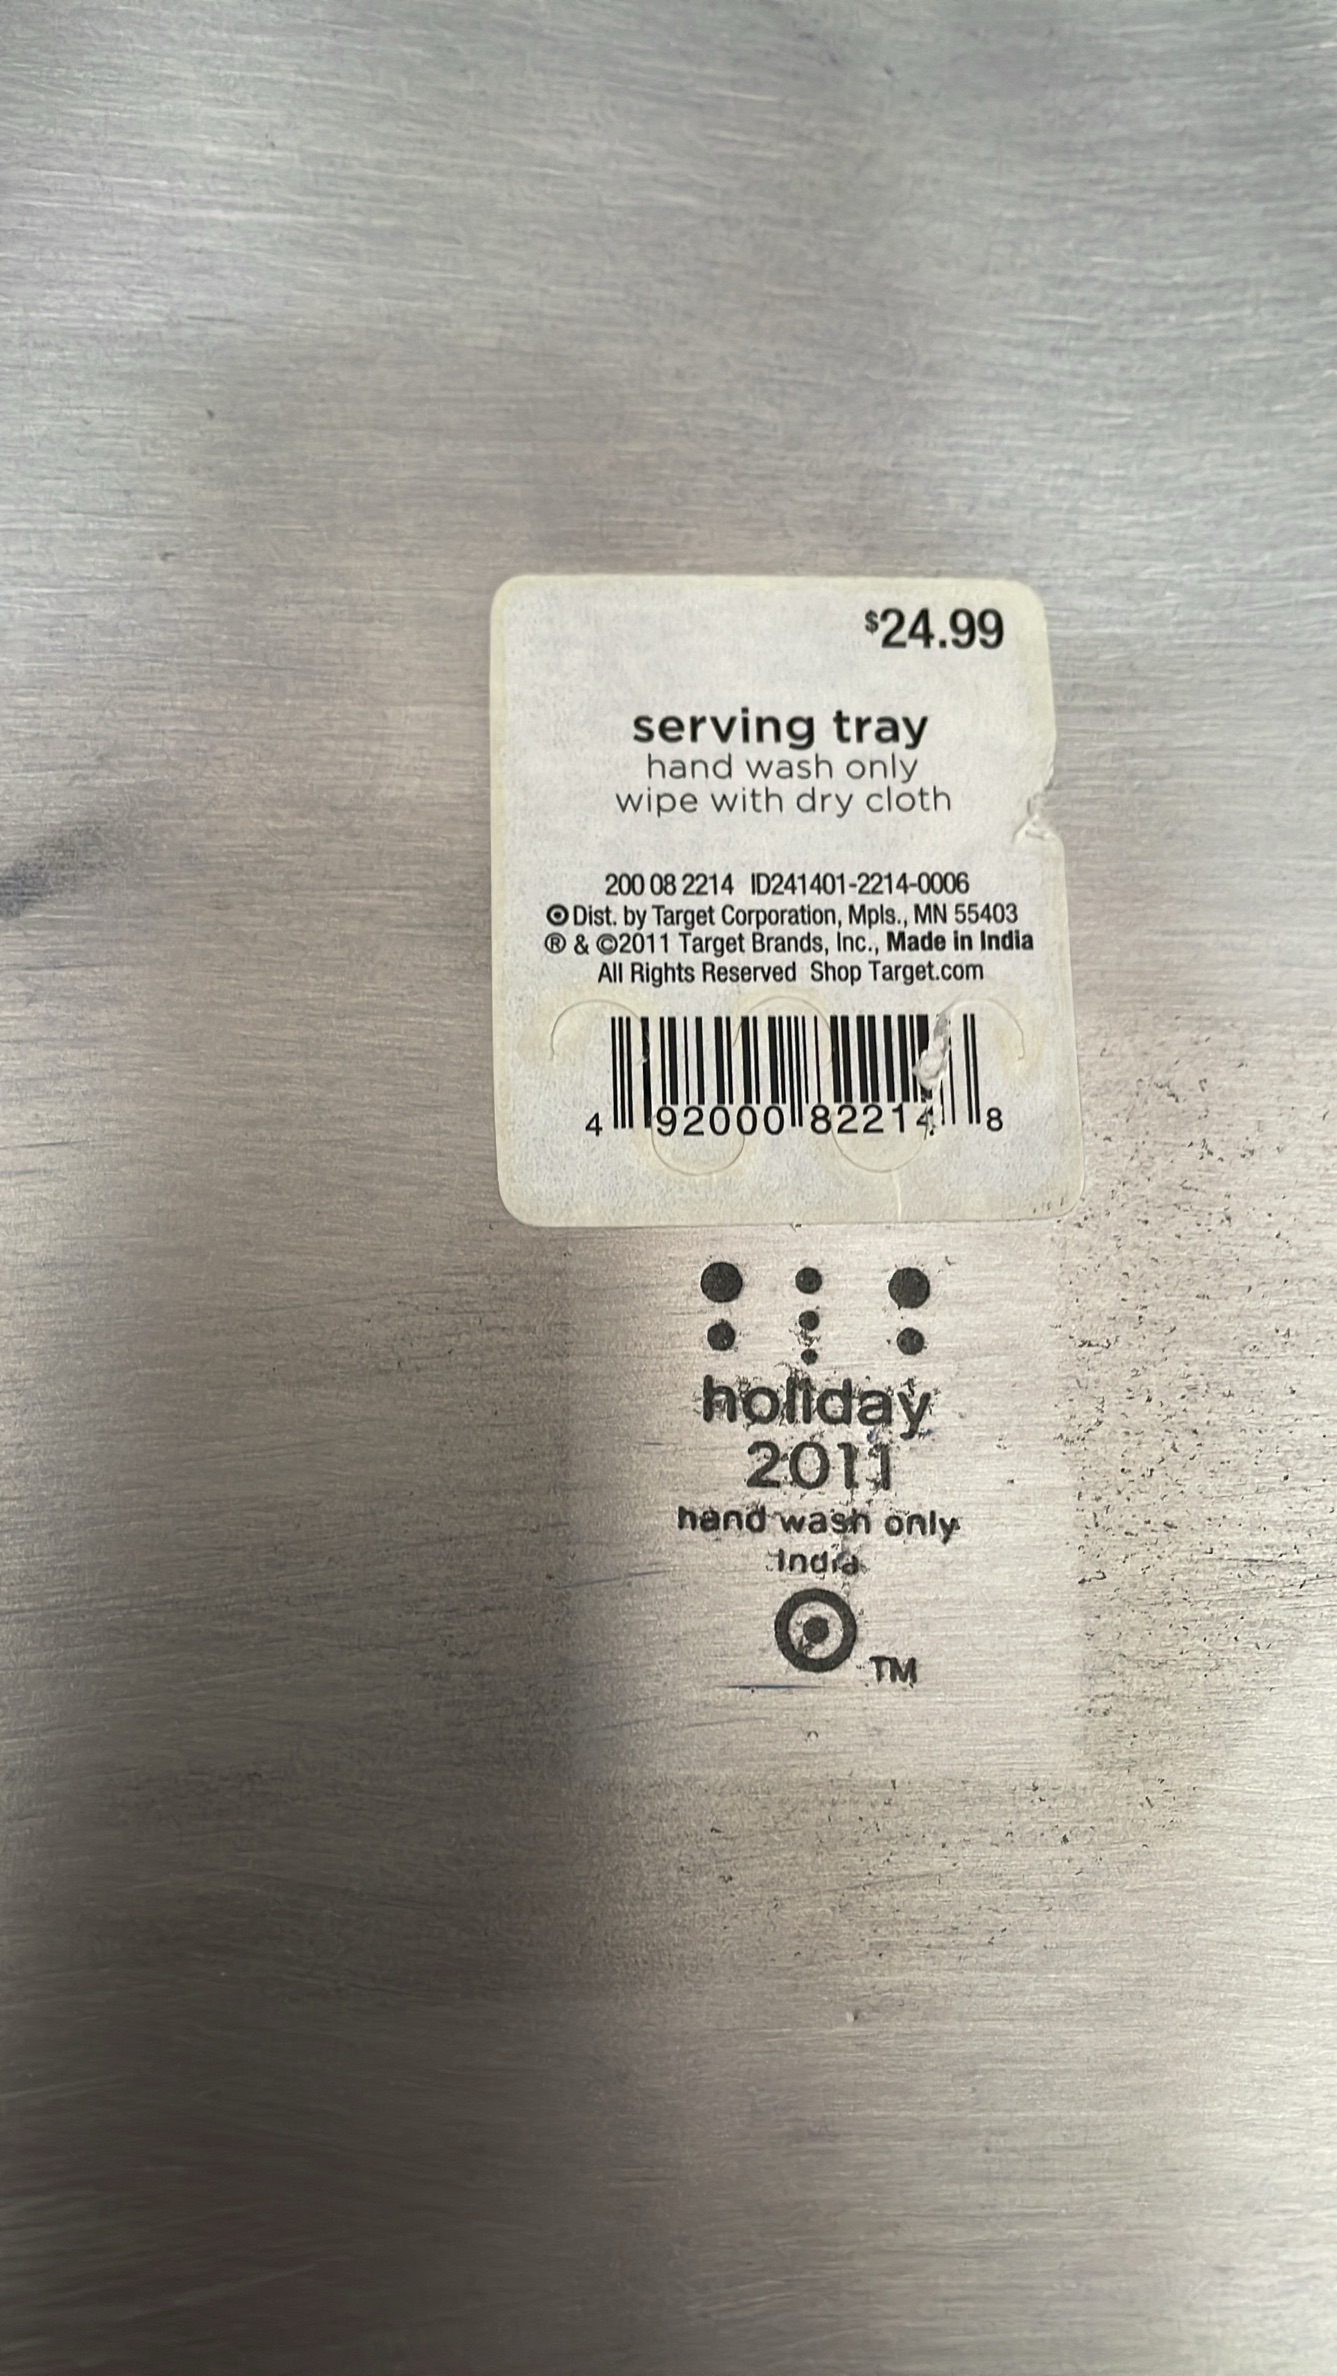 $24.99
serving tray
hand wash only
wipe with dry cloth
200 08 2214 ID241401-2214-0006
Dist. by Target Corporation, Mpls., MN 55403
® & ©2011 Target Brands, Inc., Made in India
All Rights Reserved Shop Target.com
4 92000 82214 8
holiday
2011
hand wash only
India
TM